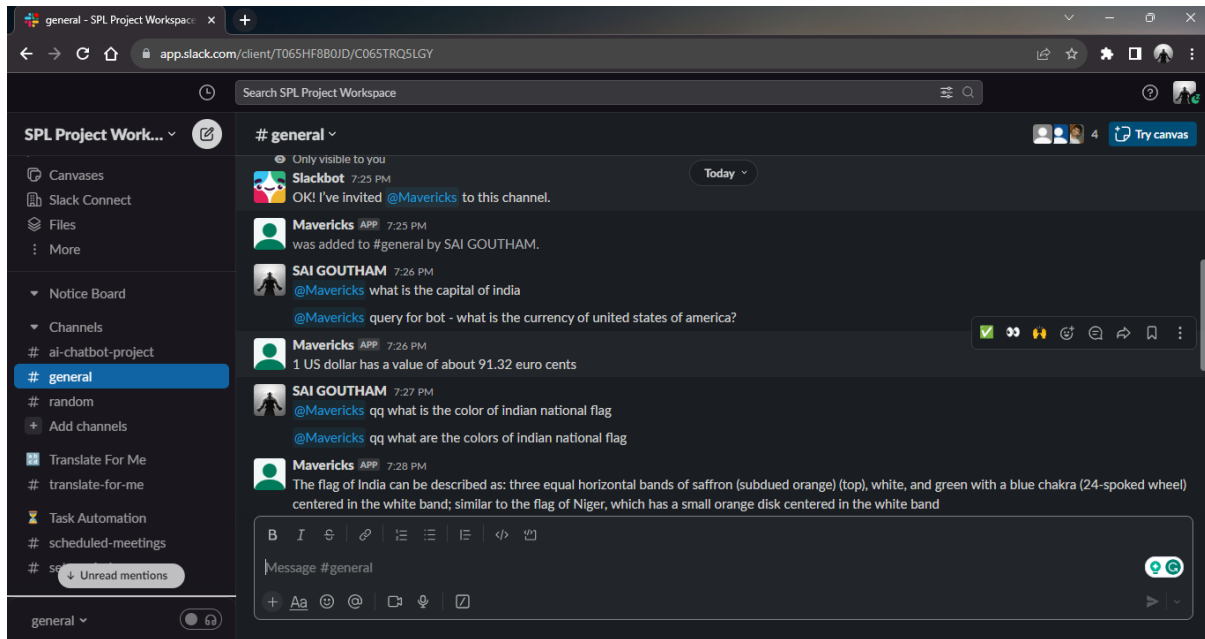 general - SPL Project Workspace
app.slack.com/client/T065HF8B0JD/C065TRQ5LGY
Search SPL Project Workspace
SPL Project Work...
# general
4
Try canvas
Canvases
Slack Connect
Files
More
Notice Board
Channels
# ai-chatbot-project
# general
# random
+ Add channels
Translate For Me
# translate-for-me
Task Automation
# scheduled-meetings
↓ Unread mentions
general
Only visible to you
Today
Slackbot 7:25 PM
OK! I've invited @Mavericks to this channel.
Mavericks APP 7:25 PM
was added to #general by SAI GOUTHAM.
SAI GOUTHAM 7:26 PM
@Mavericks what is the capital of india
@Mavericks query for bot - what is the currency of united states of america?
Mavericks APP 7:26 PM
1 US dollar has a value of about 91.32 euro cents
SAI GOUTHAM 7:27 PM
@Mavericks qq what is the color of indian national flag
@Mavericks qq what are the colors of indian national flag
Mavericks APP 7:28 PM
The flag of India can be described as: three equal horizontal bands of saffron (subdued orange) (top), white, and green with a blue chakra (24-spoked wheel)
centered in the white band; similar to the flag of Niger, which has a small orange disk centered in the white band
B I S
Message #general
+ Aa @